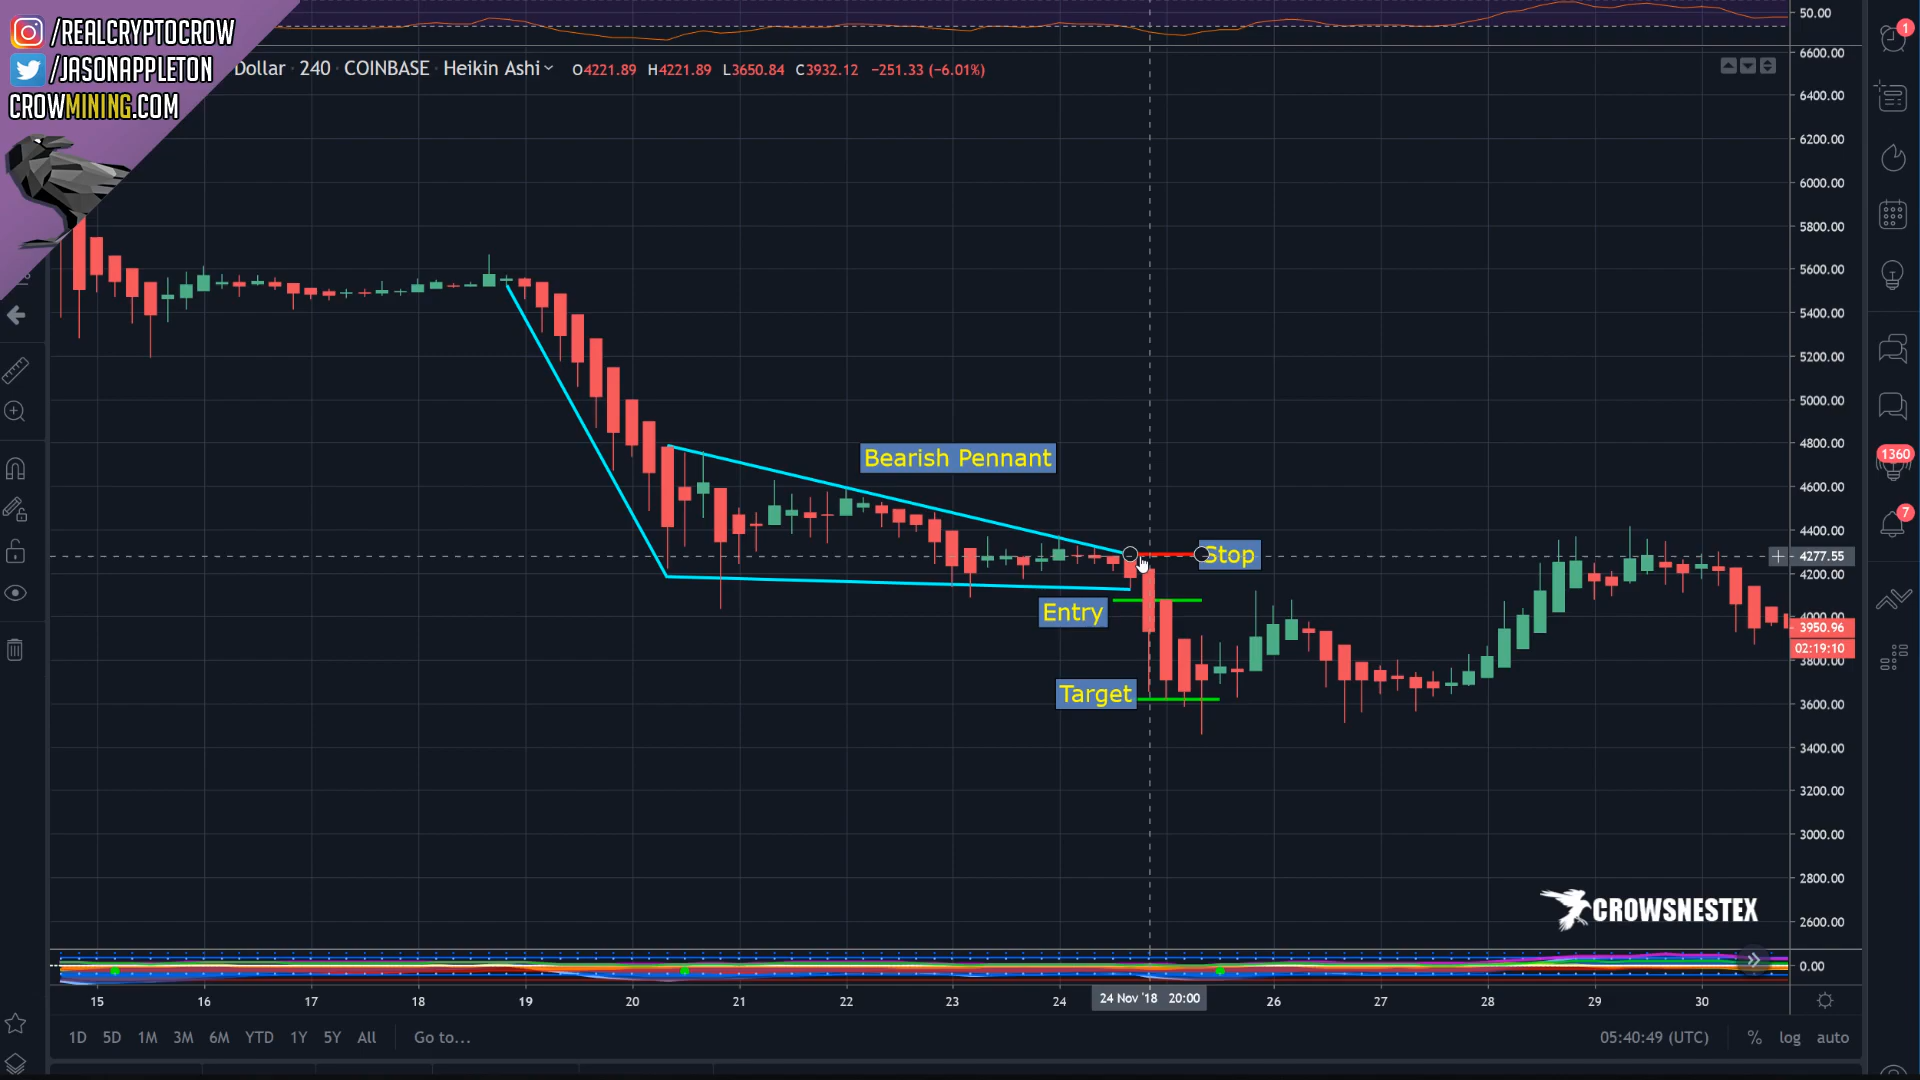 /REALCRYPTOCROW
/JASONAPPLETON
CROWMINING.COM
Dollar · 240 · COINBASE · Heikin Ashi
O4221.89 H4221.89 L3650.84 C3932.12 −251.33 (−6.01%)
50.00
6600.00
6400.00
6200.00
6000.00
5800.00
5600.00
5400.00
5200.00
5000.00
4800.00
4600.00
4400.00
4277.55
4200.00
4000.00
3950.96
02:19:10
3800.00
3600.00
3400.00
3200.00
3000.00
2800.00
2600.00
0.00
1
1360
7
Bearish Pennant
Stop
Entry
Target
CROWSNESTEX
15 16 17 18 19 20 21 22 23 24 24 Nov '18 20:00 26 27 28 29 30
1D 5D 1M 3M 6M YTD 1Y 5Y All Go to...
05:40:49 (UTC) % log auto